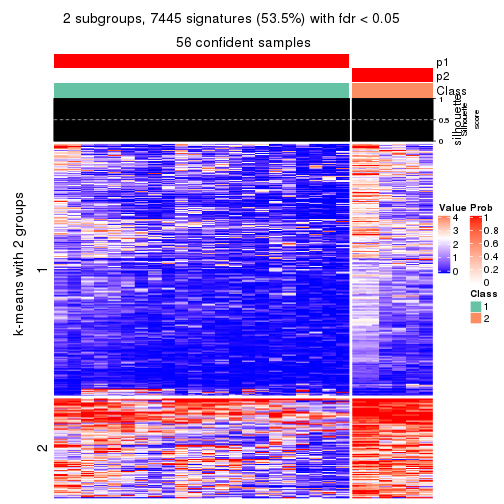 2 subgroups, 7445 signatures (53.5%) with fdr < 0.05
56 confident samples
p1
p2
Class
silhouette
Silhouette
score
1
0.5
0
k-means with 2 groups
1
2
Value
4
3
2
1
0
Prob
1
0.8
0.6
0.4
0.2
0
Class
1
2